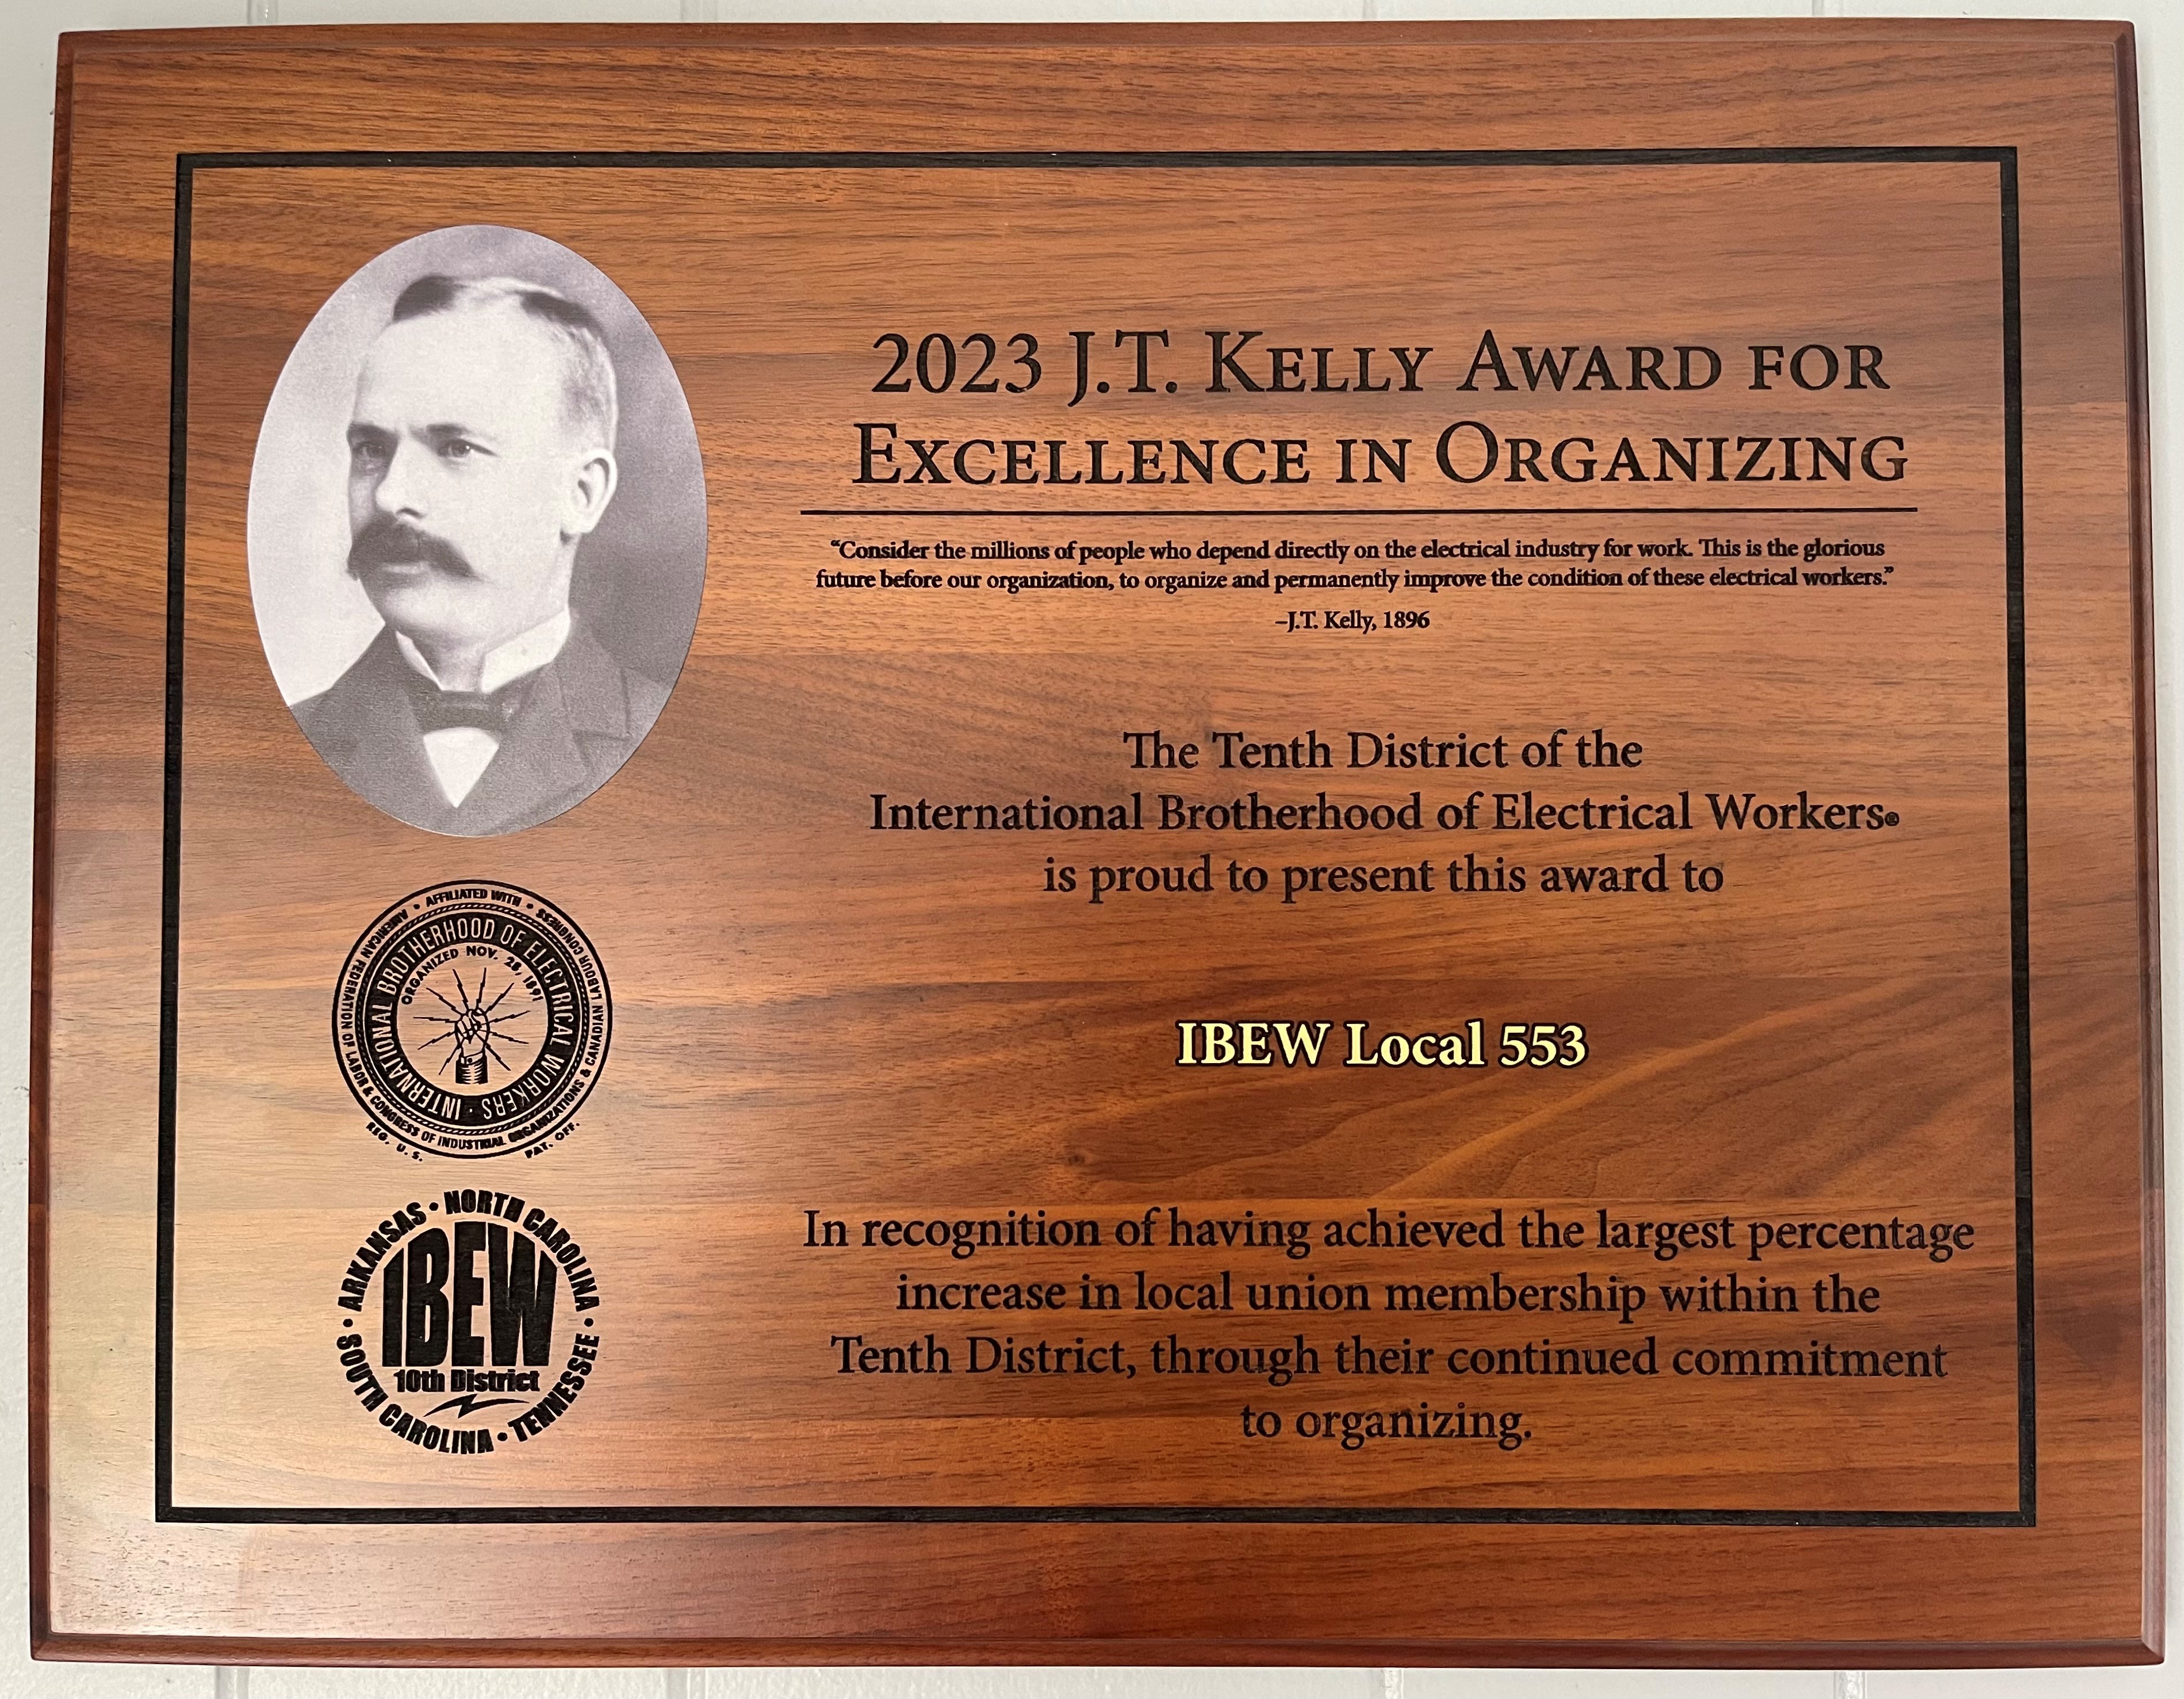 2023 J.T. Kelly Award for
Excellence in Organizing
“Consider the millions of people who depend directly on the electrical industry for work. This is the glorious
future before our organization, to organize and permanently improve the condition of these electrical workers.”
–J.T. Kelly, 1896
The Tenth District of the
International Brotherhood of Electrical Workers®
is proud to present this award to
IBEW Local 553
In recognition of having achieved the largest percentage
increase in local union membership within the
Tenth District, through their continued commitment
to organizing.
• AFFILIATED WITH •
AMERICAN FEDERATION OF LABOR & CONGRESS OF INDUSTRIAL ORGANIZATIONS & CANADIAN LABOUR CONGRESS
INTERNATIONAL BROTHERHOOD OF ELECTRICAL WORKERS •
ORGANIZED NOV. 28, 1891
REG. U. S. PAT. OFF.
ARKANSAS • NORTH CAROLINA •
IBEW
10th District
SOUTH CAROLINA • TENNESSEE •